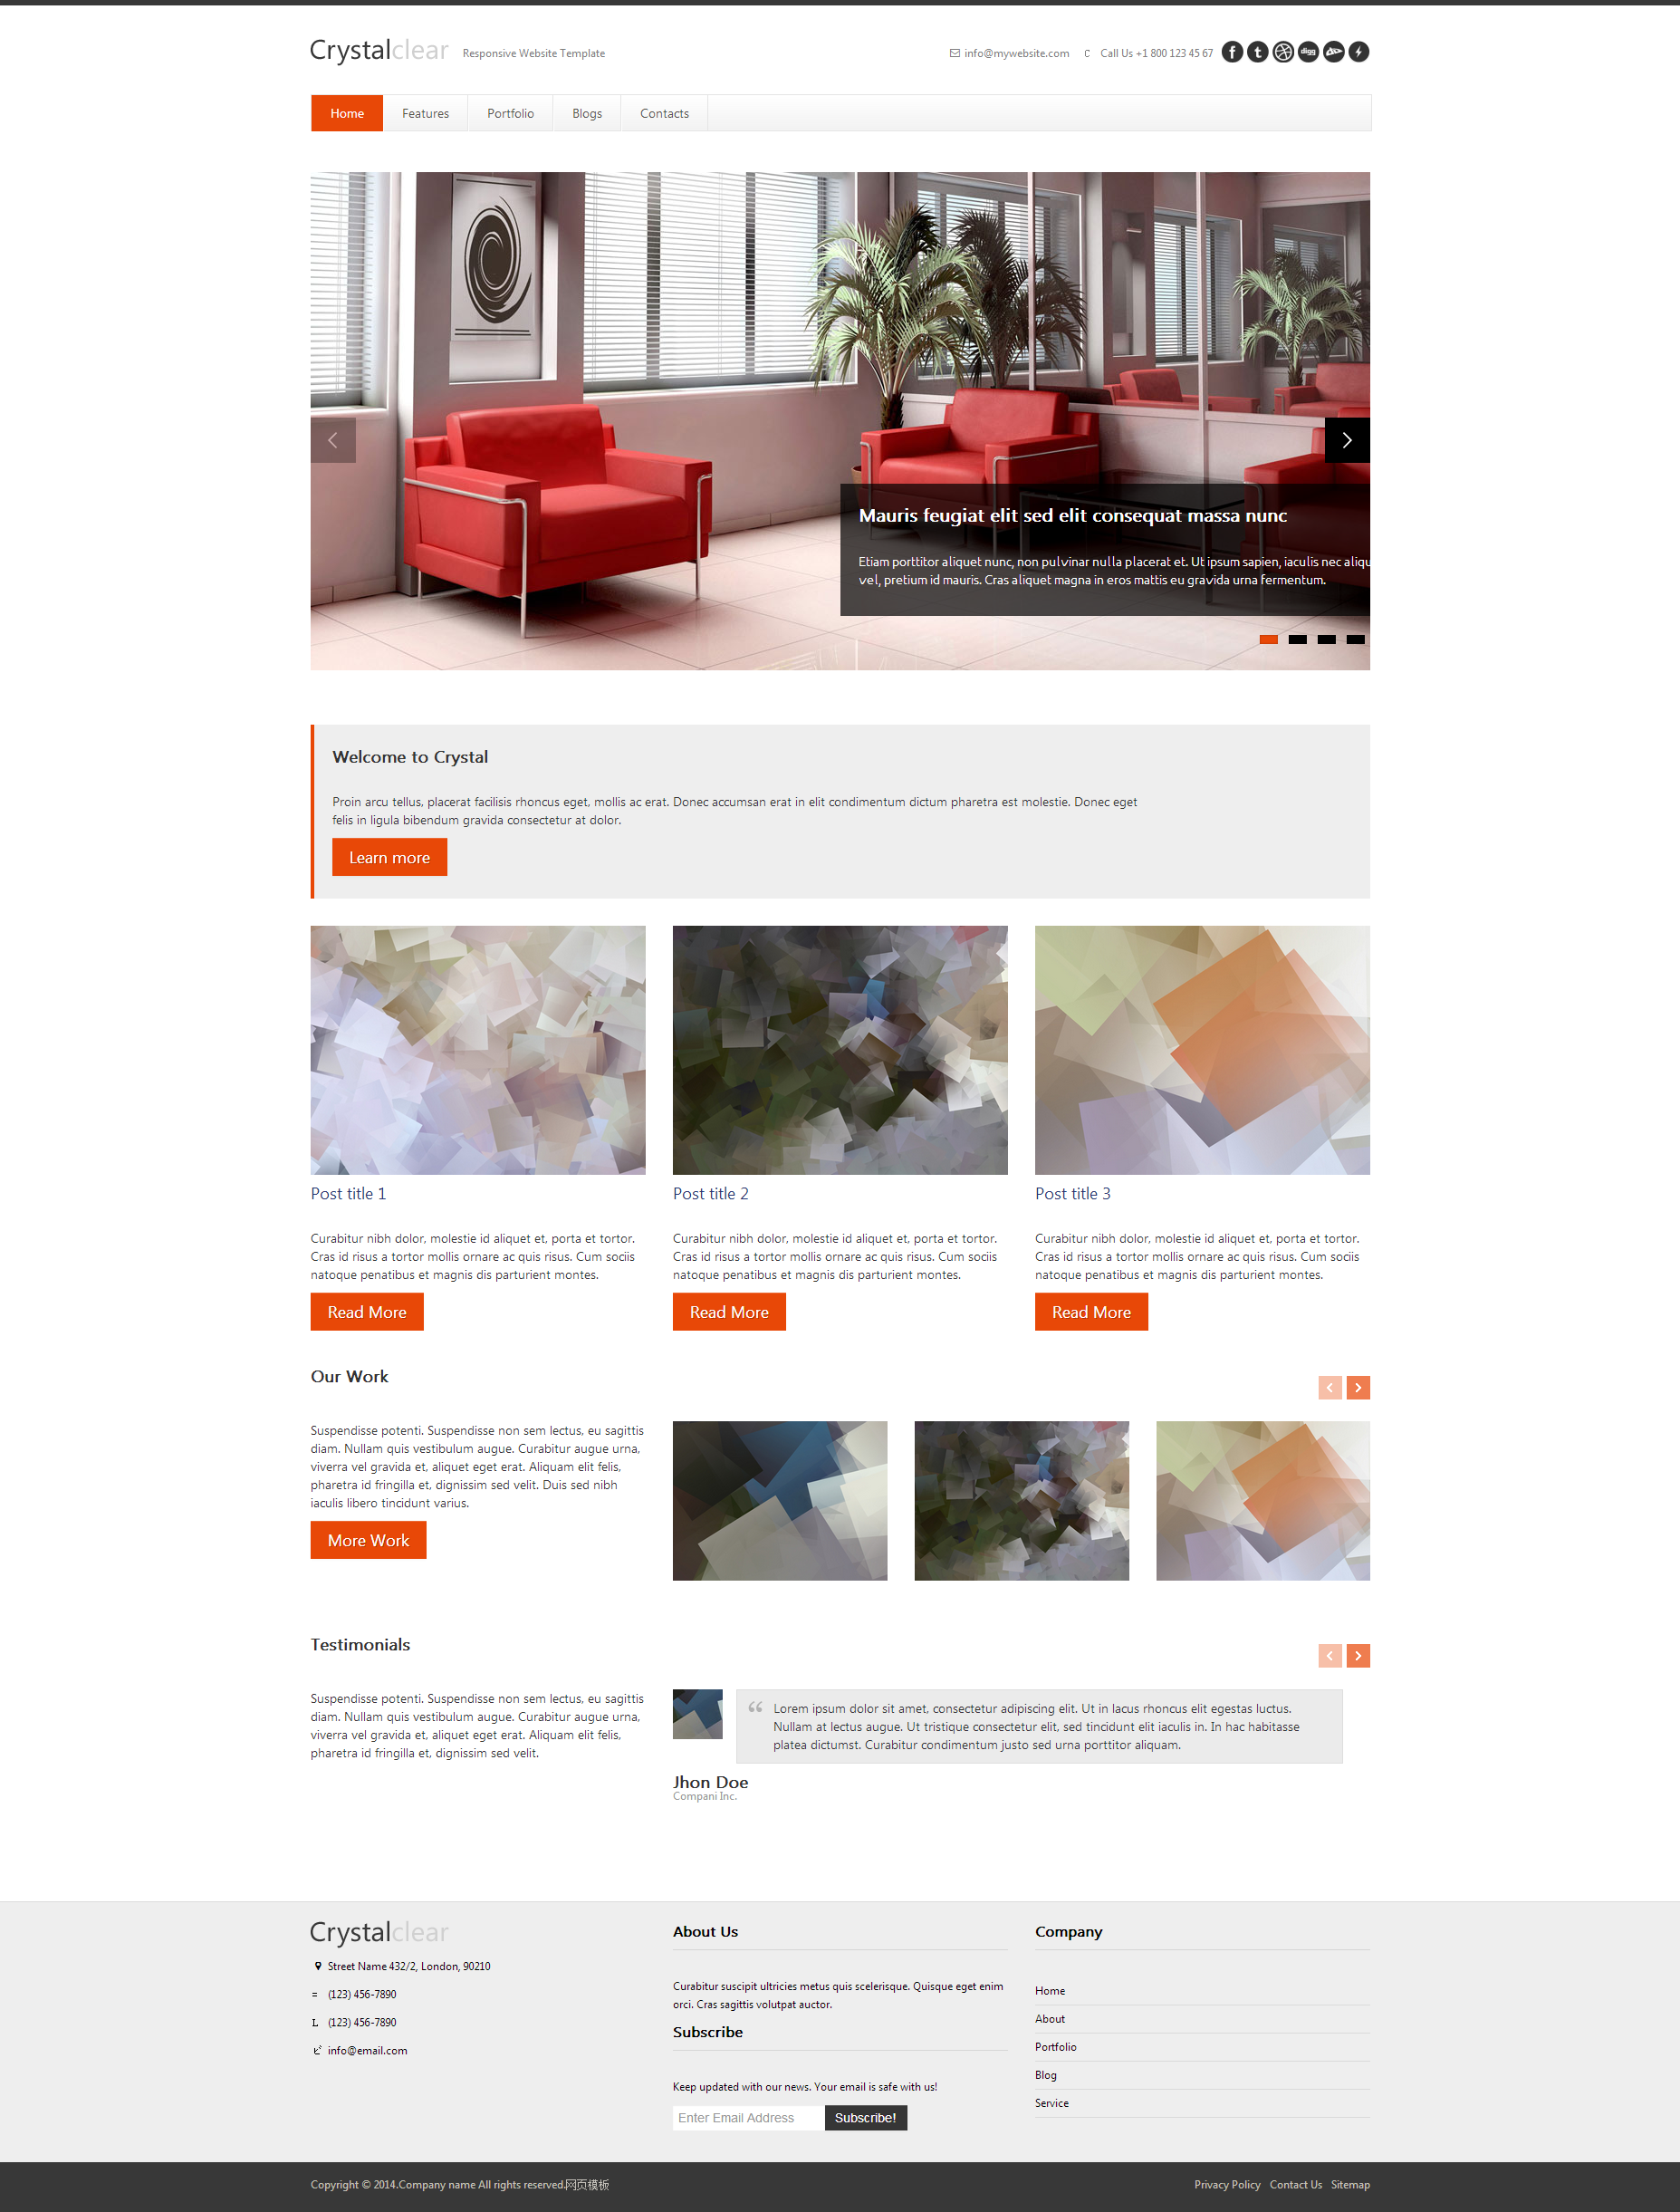 Crystalclear Responsive Website Template info@mywebsite.com Call Us +1 800 123 45 67
digg
Home Features Portfolio Blogs Contacts
Mauris feugiat elit sed elit consequat massa nunc
Etiam porttitor aliquet nunc, non pulvinar nulla placerat et. Ut ipsum sapien, iaculis nec aliqu
vel, pretium id mauris. Cras aliquet magna in eros mattis eu gravida urna fermentum.
Welcome to Crystal
Proin arcu tellus, placerat facilisis rhoncus eget, mollis ac erat. Donec accumsan erat in elit condimentum dictum pharetra est molestie. Donec eget
felis in ligula bibendum gravida consectetur at dolor.
Learn more
Post title 1
Curabitur nibh dolor, molestie id aliquet et, porta et tortor.
Cras id risus a tortor mollis ornare ac quis risus. Cum sociis
natoque penatibus et magnis dis parturient montes.
Read More
Post title 2
Curabitur nibh dolor, molestie id aliquet et, porta et tortor.
Cras id risus a tortor mollis ornare ac quis risus. Cum sociis
natoque penatibus et magnis dis parturient montes.
Read More
Post title 3
Curabitur nibh dolor, molestie id aliquet et, porta et tortor.
Cras id risus a tortor mollis ornare ac quis risus. Cum sociis
natoque penatibus et magnis dis parturient montes.
Read More
Our Work
Suspendisse potenti. Suspendisse non sem lectus, eu sagittis
diam. Nullam quis vestibulum augue. Curabitur augue urna,
viverra vel gravida et, aliquet eget erat. Aliquam elit felis,
pharetra id fringilla et, dignissim sed velit. Duis sed nibh
iaculis libero tincidunt varius.
More Work
Testimonials
Suspendisse potenti. Suspendisse non sem lectus, eu sagittis
diam. Nullam quis vestibulum augue. Curabitur augue urna,
viverra vel gravida et, aliquet eget erat. Aliquam elit felis,
pharetra id fringilla et, dignissim sed velit.
“ Lorem ipsum dolor sit amet, consectetur adipiscing elit. Ut in lacus rhoncus elit egestas luctus.
Nullam at lectus augue. Ut tristique consectetur elit, sed tincidunt elit iaculis in. In hac habitasse
platea dictumst. Curabitur condimentum justo sed urna porttitor aliquam.
Jhon Doe
Compani Inc.
Crystalclear
Street Name 432/2, London, 90210
= (123) 456-7890
L (123) 456-7890
info@email.com
About Us
Curabitur suscipit ultricies metus quis scelerisque. Quisque eget enim
orci. Cras sagittis volutpat auctor.
Subscribe
Keep updated with our news. Your email is safe with us!
Enter Email Address Subscribe!
Company
Home
About
Portfolio
Blog
Service
Copyright © 2014.Company name All rights reserved.网页模板
Privacy Policy Contact Us Sitemap